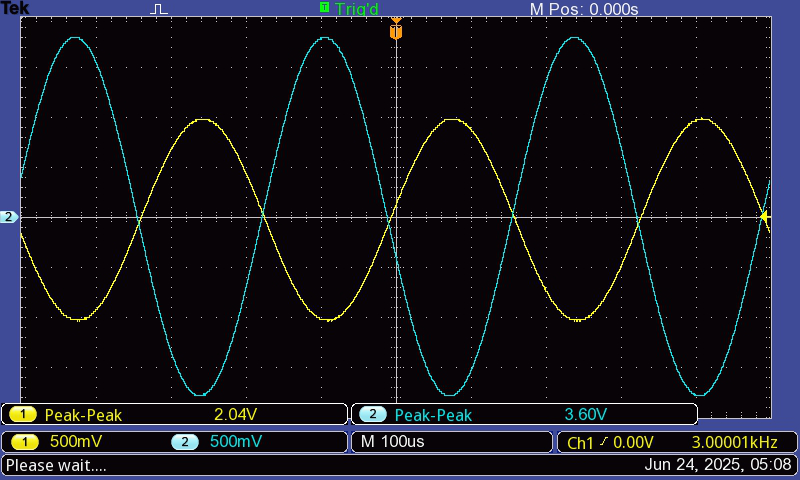 Tek T Trig'd M Pos: 0.000s
T
2
1 Peak-Peak 2.04V 2 Peak-Peak 3.60V
1 500mV 2 500mV M 100us Ch1 0.00V 3.00001kHz
Please wait.... Jun 24, 2025, 05:08